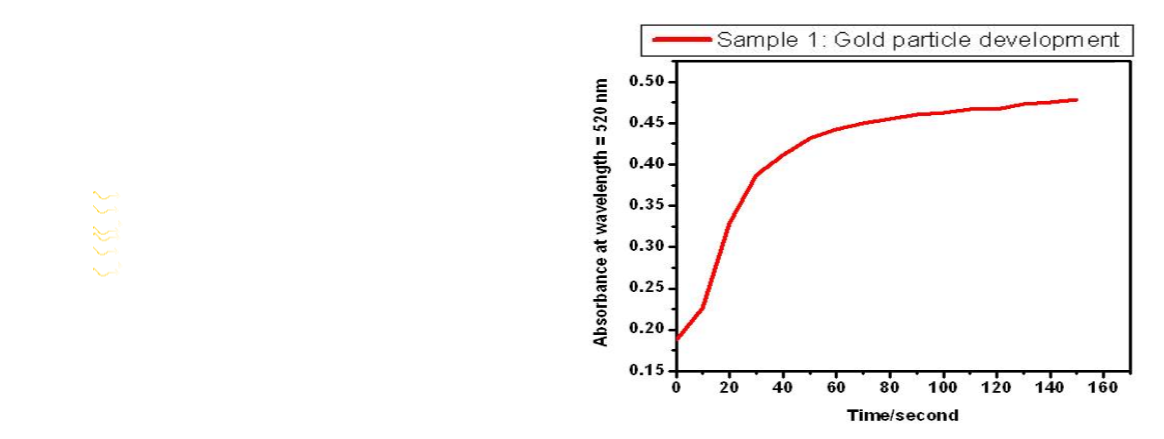 Sample 1: Gold particle development
Absorbance at wavelength = 520 nm
0.50
0.45
0.40
0.35
0.30
0.25
0.20
0.15
0 20 40 60 80 100 120 140 160
Time/second